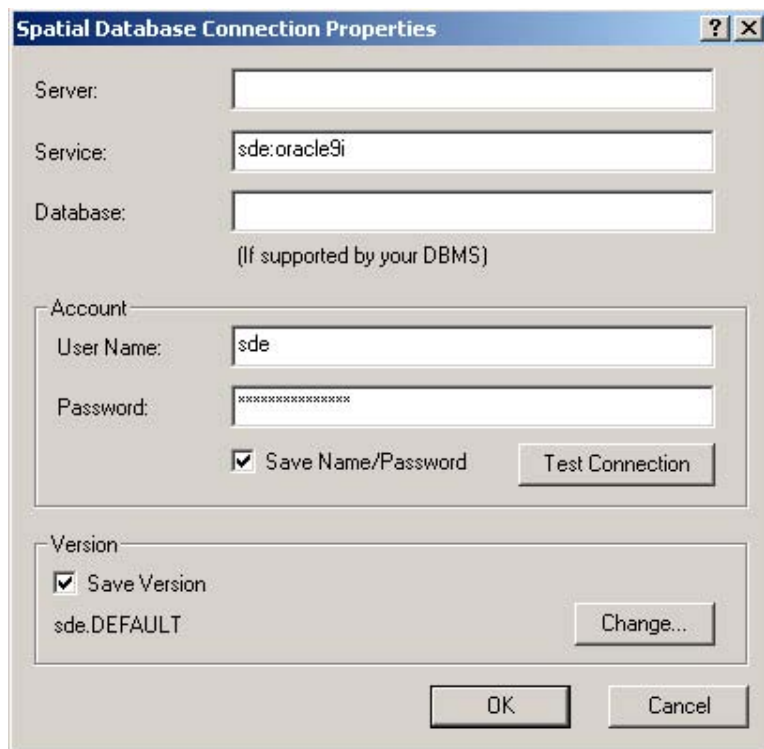 Spatial Database Connection Properties
Server:
Service: sde:oracle9i
Database:
(If supported by your DBMS)
Account
User Name: sde
Password: ***************
Save Name/Password Test Connection
Version
Save Version
sde.DEFAULT Change...
OK Cancel